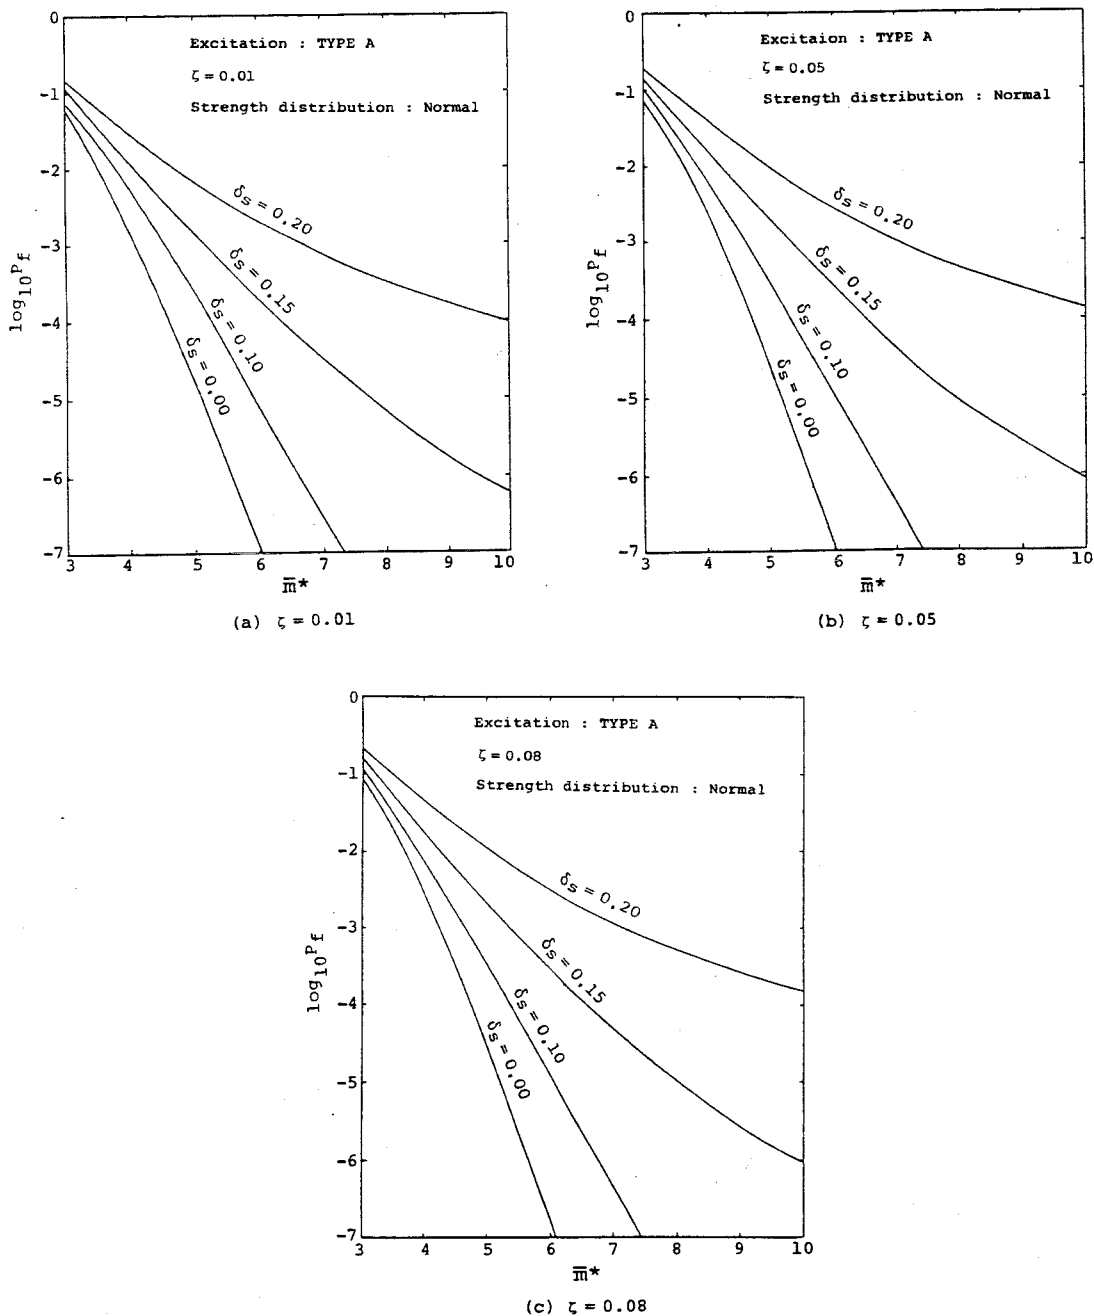 0
-1
-2
-3
-4
-5
-6
-7
log10Pf
Excitation : TYPE A
ζ=0.01
Strength distribution : Normal
δs=0.20
δs=0.15
δs=0.10
δs=0.00
3 4 5 6 7 8 9 10
m̅*
(a) ζ=0.01
0
-1
-2
-3
-4
-5
-6
-7
log10Pf
Excitaion : TYPE A
ζ=0.05
Strength distribution : Normal
δs=0.20
δs=0.15
δs=0.10
δs=0.00
3 4 5 6 7 8 9 10
m̅*
(b) ζ=0.05
0
-1
-2
-3
-4
-5
-6
-7
log10Pf
Excitation : TYPE A
ζ=0.08
Strength distribution : Normal
δs=0.20
δs=0.15
δs=0.10
δs=0.00
3 4 5 6 7 8 9 10
m̅*
(c) ζ=0.08